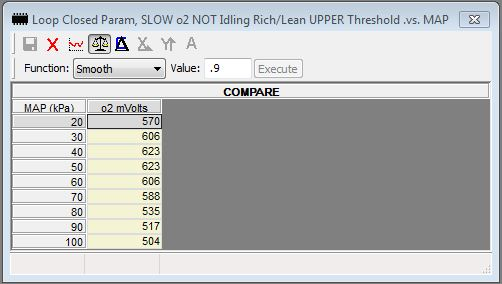 Loop Closed Param, SLOW o2 NOT Idling Rich/Lean UPPER Threshold .vs. MAP
Function: Smooth Value: .9 Execute
COMPARE
MAP (kPa) o2 mVolts
20 570
30 606
40 623
50 623
60 606
70 588
80 535
90 517
100 504